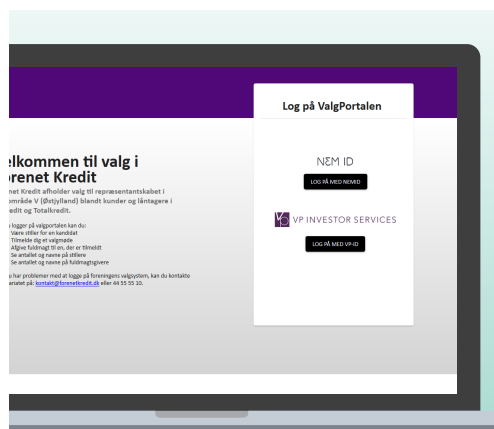 Log på ValgPortalen
elkommen til valg i
orenet Kredit
net Kredit afholder valg til repræsentantskabet i
område V (Østjylland) blandt kunder og låntagere i
redit og Totalkredit.
logger på valgportalen kan du:
Være stiller for en kandidat
Tilmelde dig et valgmøde
Afgive fuldmagt til en, der er tilmeldt
Se antallet og navne på stillere
Se antallet og navne på fuldmagtsgivere
u har problemer med at logge på foreningens valgsystem, kan du kontakte
ariatet på: kontakt@forenetkredit.dk eller 44 55 55 10.
NEM ID
LOG PÅ MED NEMID
VP VP INVESTOR SERVICES
LOG PÅ MED VP-ID